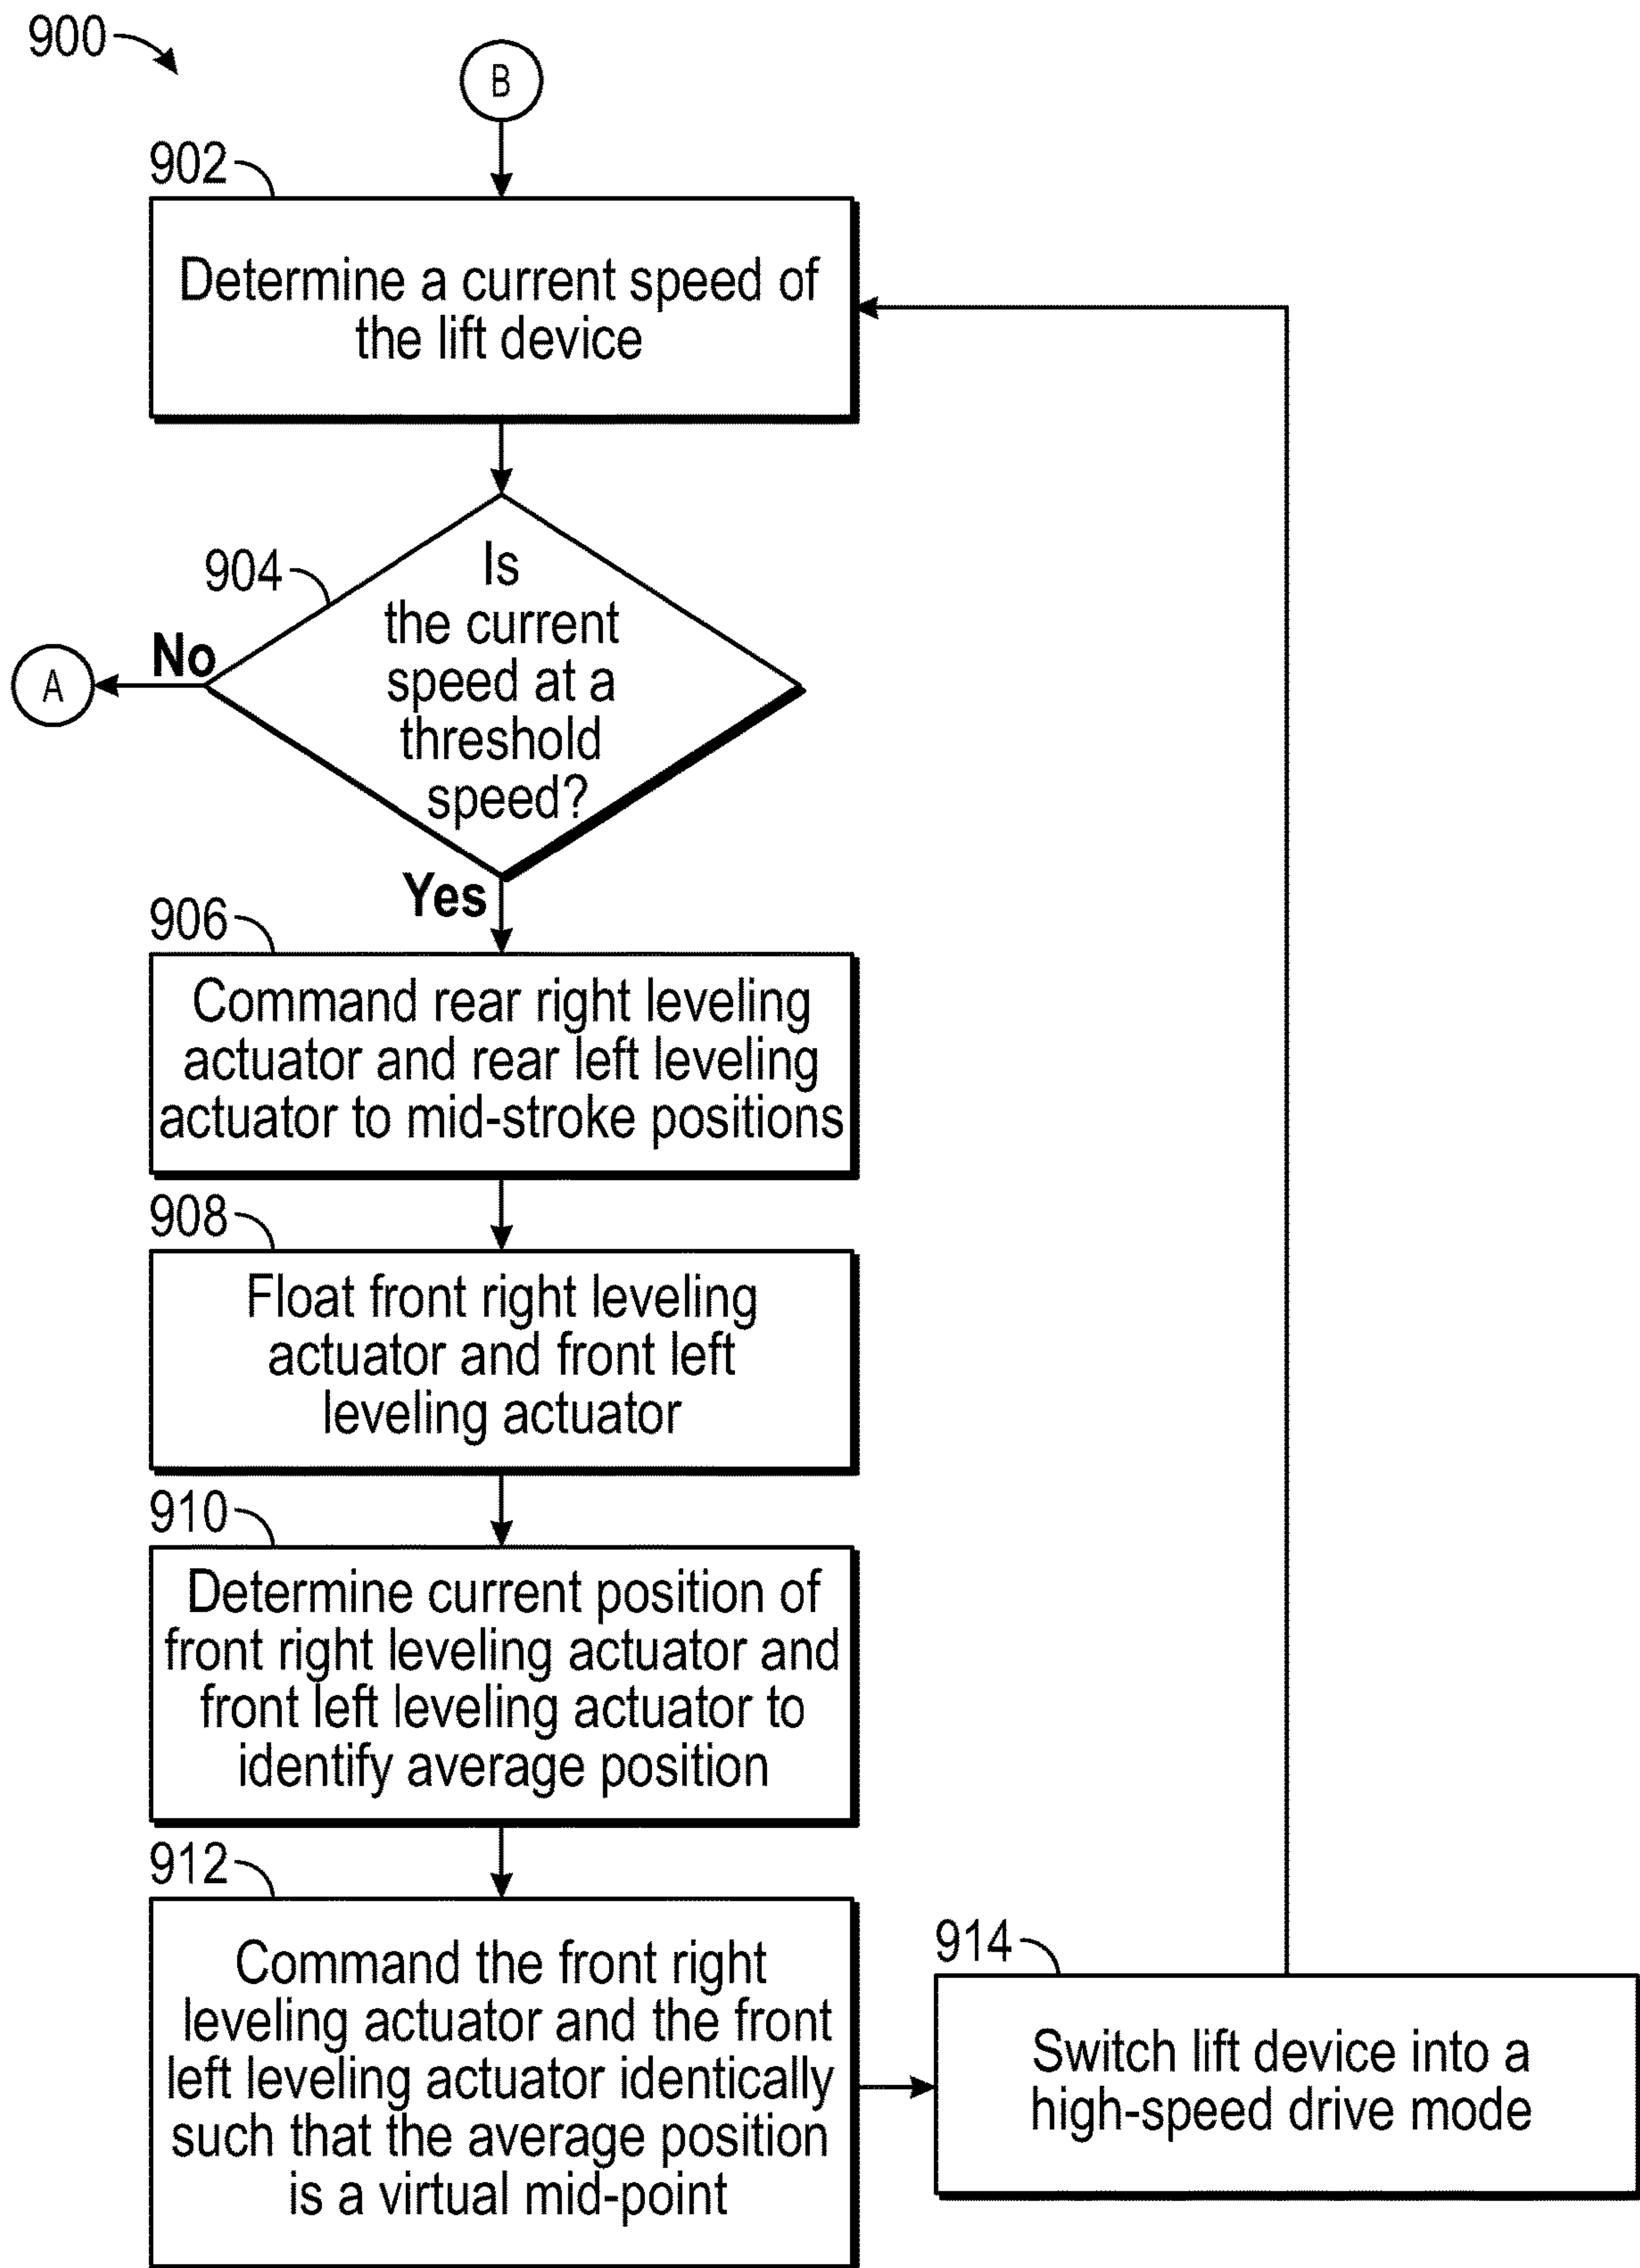 900
B
902
Determine a current speed of
the lift device
904
Is
the current
speed at a
threshold
speed?
No
A
Yes
906
Command rear right leveling
actuator and rear left leveling
actuator to mid-stroke positions
908
Float front right leveling
actuator and front left
leveling actuator
910
Determine current position of
front right leveling actuator and
front left leveling actuator to
identify average position
912
Command the front right
leveling actuator and the front
left leveling actuator identically
such that the average position
is a virtual mid-point
914
Switch lift device into a
high-speed drive mode